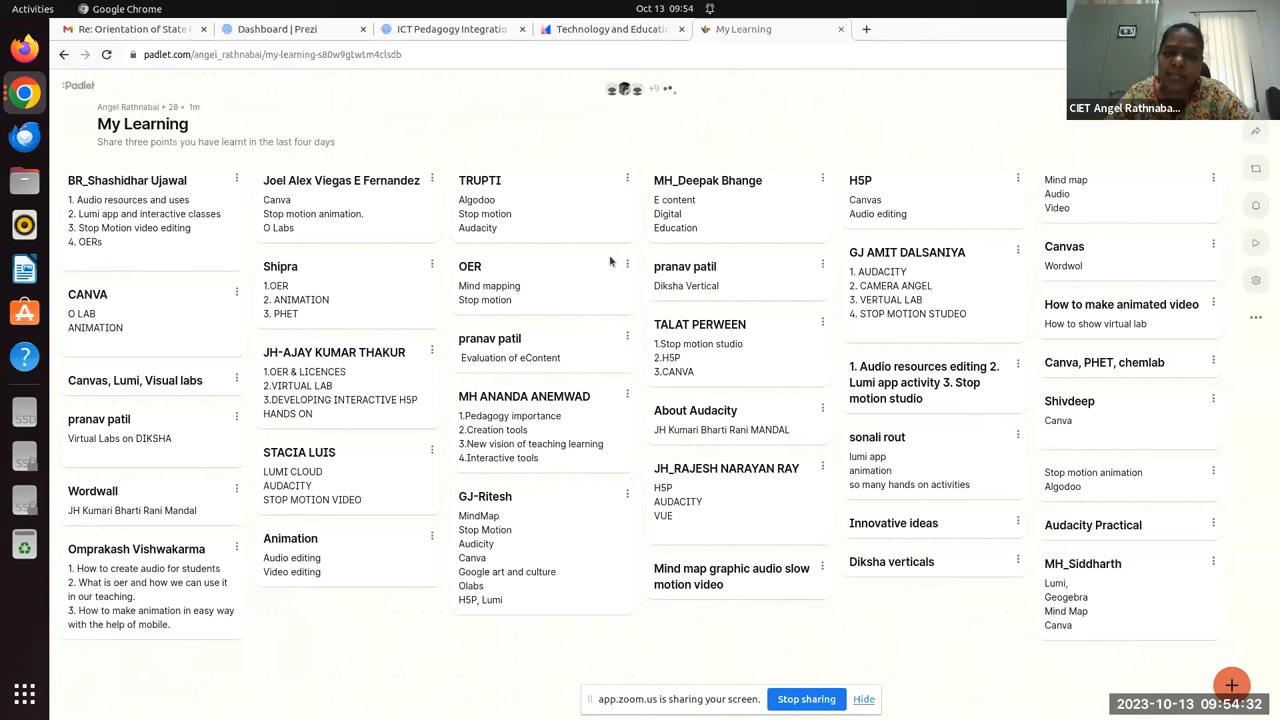 Activities
Google Chrome
Oct 13 09:54
Re: Orientation of State
Dashboard | Prezi
ICT Pedagogy Integratio
Technology and Educatio
My Learning
padlet.com/angel_rathnabai/my-learning-s80w9gtwtm4clsdb
CIET Angel Rathnaba...
:Padlet
+9
Angel Rathnabai + 28 • 1m
My Learning
Share three points you have learnt in the last four days
BR_Shashidhar Ujawal
1. Audio resources and uses
2. Lumi app and interactive classes
3. Stop Motion video editing
4. OERs
CANVA
O LAB
ANIMATION
Canvas, Lumi, Visual labs
pranav patil
Virtual Labs on DIKSHA
Wordwall
JH Kumari Bharti Rani Mandal
Omprakash Vishwakarma
1. How to create audio for students
2. What is oer and how we can use it
in our teaching.
3. How to make animation in easy way
with the help of mobile.
Joel Alex Viegas E Fernandez
Canva
Stop motion animation.
O Labs
Shipra
1.OER
2. ANIMATION
3. PHET
JH-AJAY KUMAR THAKUR
1.OER & LICENCES
2.VIRTUAL LAB
3.DEVELOPING INTERACTIVE H5P
HANDS ON
STACIA LUIS
LUMI CLOUD
AUDACITY
STOP MOTION VIDEO
Animation
Audio editing
Video editing
TRUPTI
Algodoo
Stop motion
Audacity
OER
Mind mapping
Stop motion
pranav patil
Evaluation of eContent
MH ANANDA ANEMWAD
1.Pedagogy importance
2.Creation tools
3.New vision of teaching learning
4.Interactive tools
GJ-Ritesh
MindMap
Stop Motion
Audicity
Canva
Google art and culture
Olabs
H5P, Lumi
MH_Deepak Bhange
E content
Digital
Education
pranav patil
Diksha Vertical
TALAT PERWEEN
1.Stop motion studio
2.H5P
3.CANVA
About Audacity
JH Kumari Bharti Rani MANDAL
JH_RAJESH NARAYAN RAY
H5P
AUDACITY
VUE
Mind map graphic audio slow
motion video
H5P
Canvas
Audio editing
GJ AMIT DALSANIYA
1. AUDACITY
2. CAMERA ANGEL
3. VERTUAL LAB
4. STOP MOTION STUDEO
1. Audio resources editing 2.
Lumi app activity 3. Stop
motion studio
sonali rout
lumi app
animation
so many hands on activities
Innovative ideas
Diksha verticals
Mind map
Audio
Video
Canvas
Wordwol
How to make animated video
How to show virtual lab
Canva, PHET, chemlab
Shivdeep
Canva
Stop motion animation
Algodoo
Audacity Practical
MH_Siddharth
Lumi,
Geogebra
Mind Map
Canva
app.zoom.us is sharing your screen.
Stop sharing
Hide
2023-10-13 09:54:32